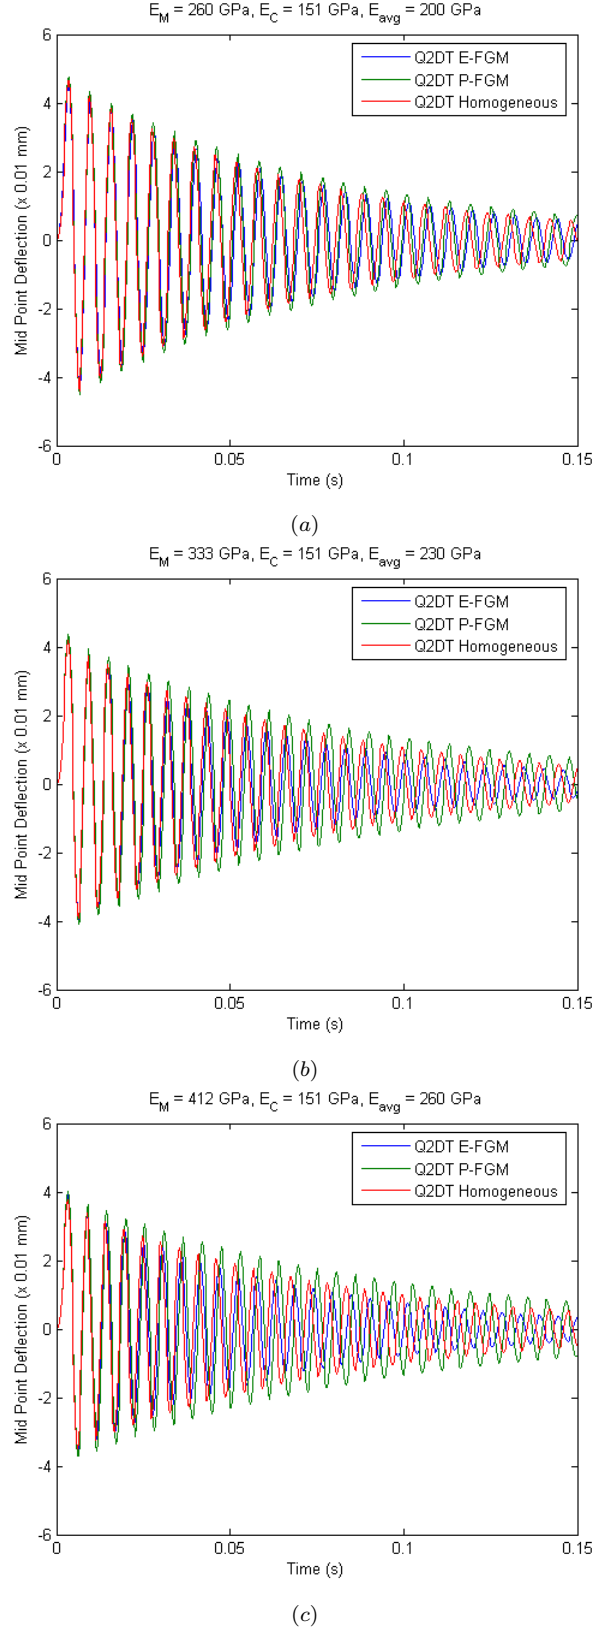 E_M = 260 GPa, E_C = 151 GPa, E_avg = 200 GPa
6
Q2DT E-FGM
Q2DT P-FGM
Q2DT Homogeneous
4
2
0
-2
-4
-6
Mid Point Deflection (x 0.01 mm)
0
0.05
0.1
0.15
Time (s)
(a)
E_M = 333 GPa, E_C = 151 GPa, E_avg = 230 GPa
6
Q2DT E-FGM
Q2DT P-FGM
Q2DT Homogeneous
4
2
0
-2
-4
-6
Mid Point Deflection (x 0.01 mm)
0
0.05
0.1
0.15
Time (s)
(b)
E_M = 412 GPa, E_C = 151 GPa, E_avg = 260 GPa
6
Q2DT E-FGM
Q2DT P-FGM
Q2DT Homogeneous
4
2
0
-2
-4
-6
Mid Point Deflection (x 0.01 mm)
0
0.05
0.1
0.15
Time (s)
(c)